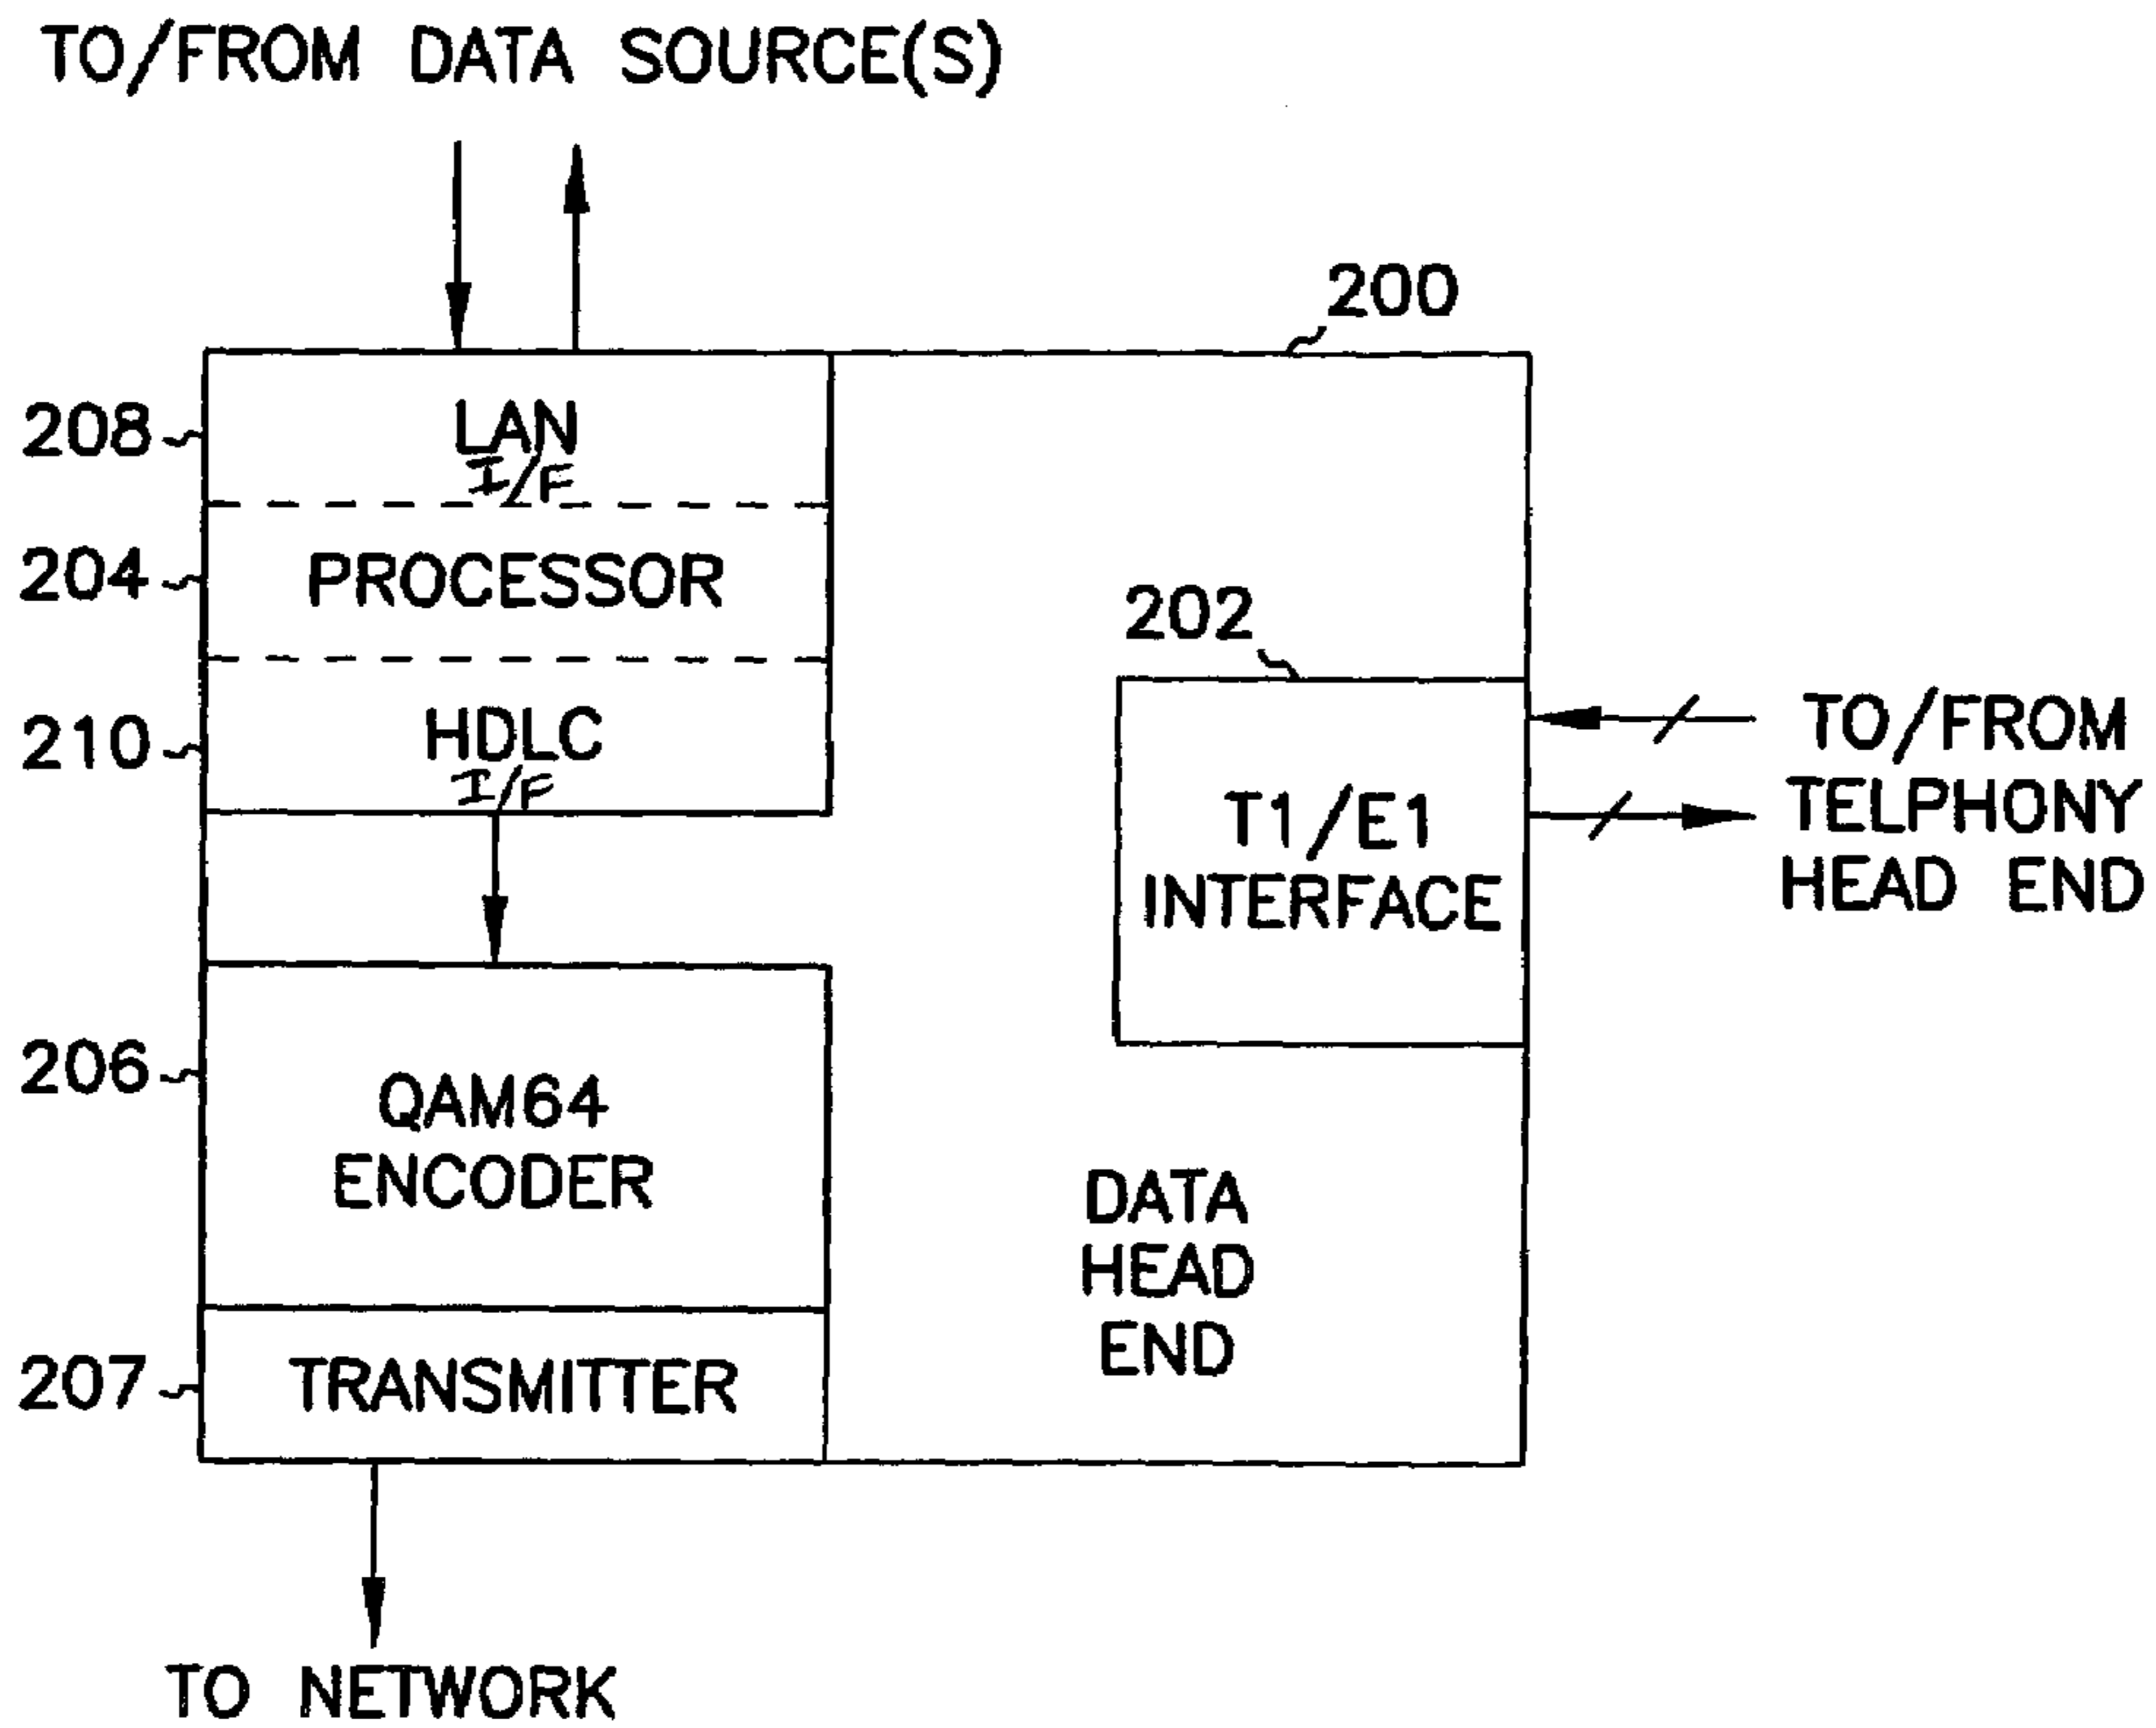 TO/FROM DATA SOURCE(S)
200
208
LAN
I/F
204
PROCESSOR
202
210
HDLC
I/F
TO/FROM
TELPHONY
HEAD END
T1/E1
INTERFACE
206
QAM64
ENCODER
DATA
HEAD
END
207
TRANSMITTER
TO NETWORK